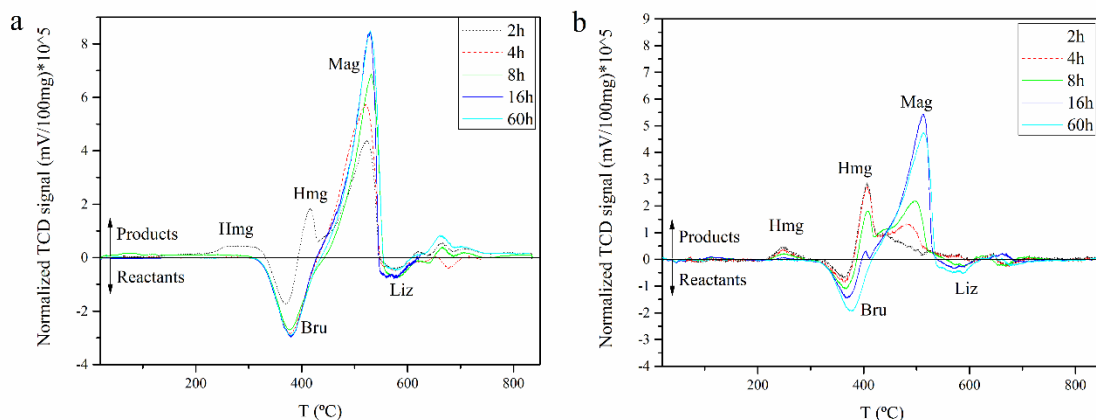 a
Normalized TCD signal (mV/100mg)*10^5
8
6
4
2
0
-2
-4
Hmg
Hmg
Mag
Bru
Liz
Products
Reactants
2h
4h
8h
16h
60h
200
400
600
800
T (ºC)
b
Normalized TCD signal (mV/100mg)*10^5
9
8
7
6
5
4
3
2
1
0
-1
-2
-3
-4
Hmg
Hmg
Mag
Bru
Liz
Products
Reactants
2h
4h
8h
16h
60h
200
400
600
800
T (ºC)